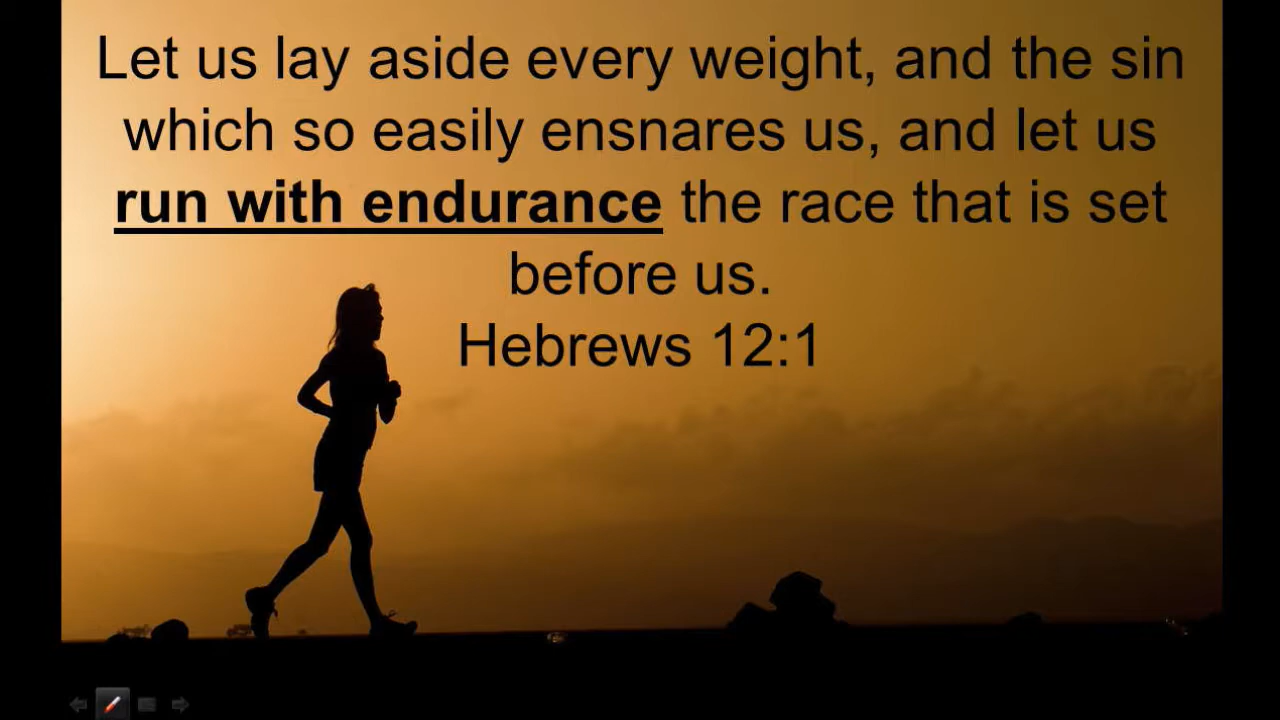 Let us lay aside every weight, and the sin
which so easily ensnares us, and let us
run with endurance the race that is set
before us.
Hebrews 12:1